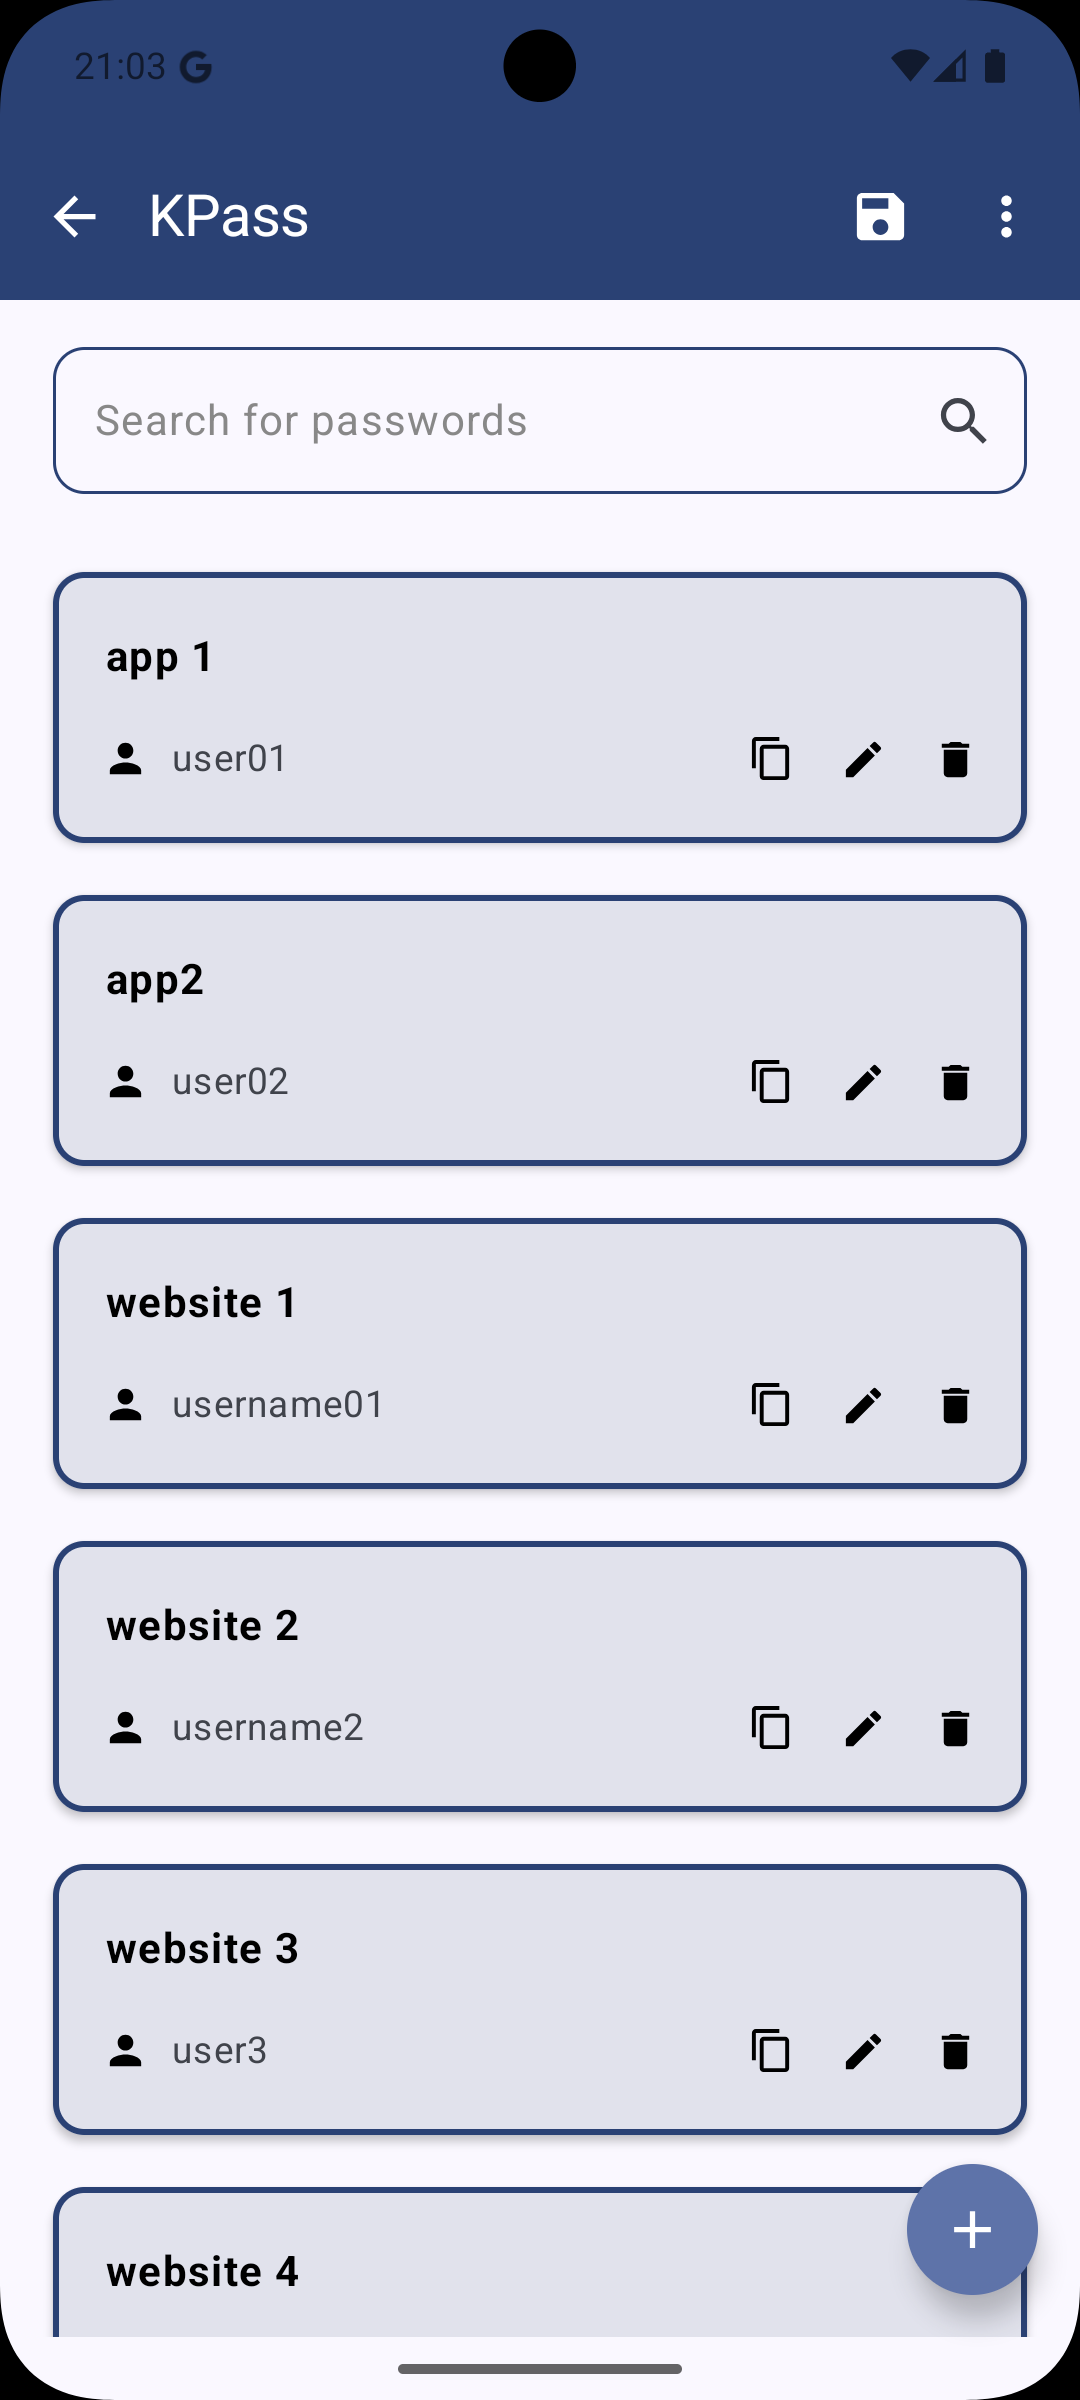 21:03
KPass
Search for passwords
app 1
user01
app2
user02
website 1
username01
website 2
username2
website 3
user3
website 4